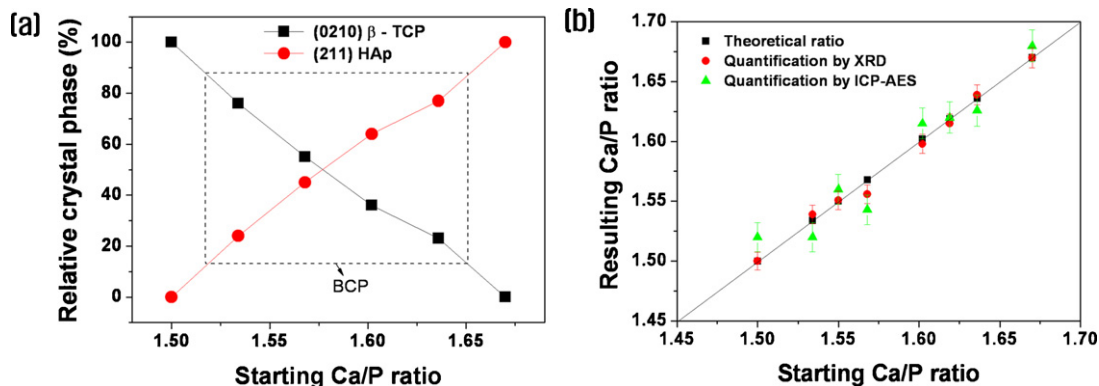 (a)
(0210) β - TCP
(211) HAp
100
80
60
40
20
0
Relative crystal phase (%)
BCP
1.50
1.55
1.60
1.65
Starting Ca/P ratio
(b)
Theoretical ratio
Quantification by XRD
Quantification by ICP-AES
1.70
1.65
1.60
1.55
1.50
1.45
Resulting Ca/P ratio
1.45
1.50
1.55
1.60
1.65
1.70
Starting Ca/P ratio